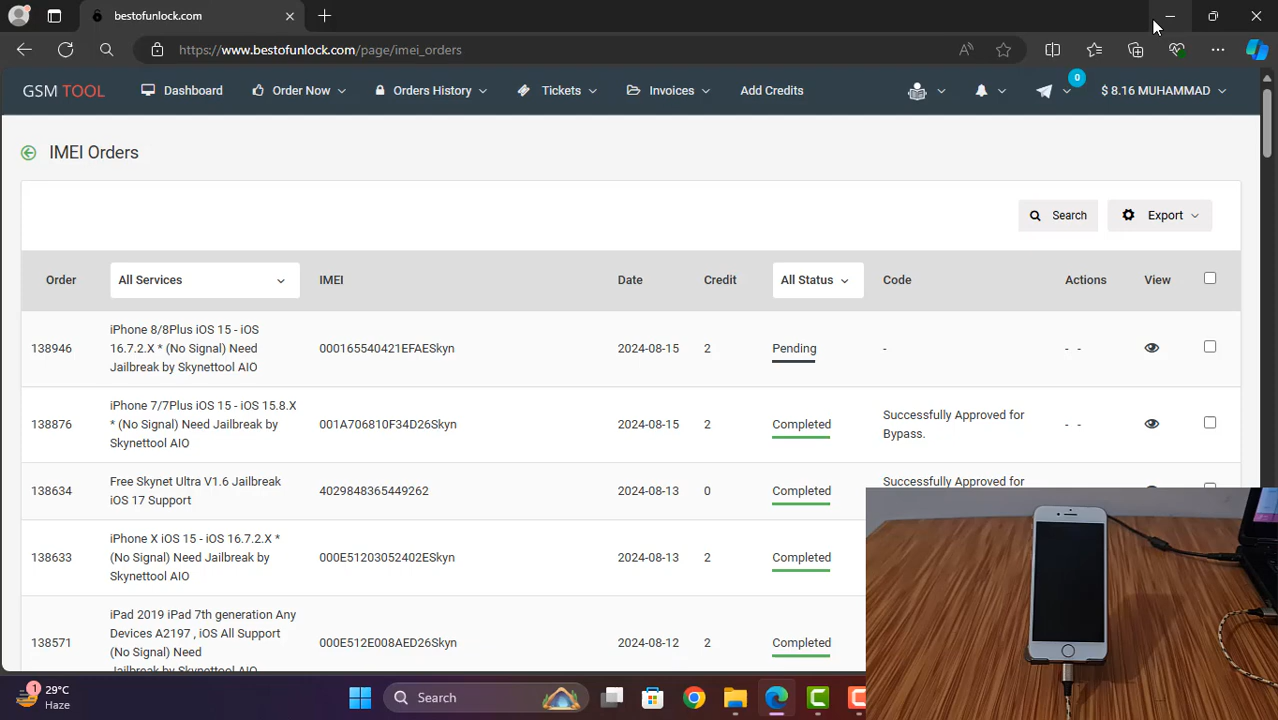 bestofunlock.com
https://www.bestofunlock.com/page/imei_orders
GSM TOOL
Dashboard
Order Now
Orders History
Tickets
Invoices
Add Credits
0
$ 8.16 MUHAMMAD
IMEI Orders
Search
Export
Order
All Services
IMEI
Date
Credit
All Status
Code
Actions
View
138946
iPhone 8/8Plus iOS 15 - iOS
16.7.2.X * (No Signal) Need
Jailbreak by Skynettool AIO
000165540421EFAESkyn
2024-08-15
2
Pending
-
- -
138876
iPhone 7/7Plus iOS 15 - iOS 15.8.X
* (No Signal) Need Jailbreak by
Skynettool AIO
001A706810F34D26Skyn
2024-08-15
2
Completed
Successfully Approved for
Bypass.
- -
138634
Free Skynet Ultra V1.6 Jailbreak
iOS 17 Support
4029848365449262
2024-08-13
0
Completed
Successfully Approved for
138633
iPhone X iOS 15 - iOS 16.7.2.X *
(No Signal) Need Jailbreak by
Skynettool AIO
000E51203052402ESkyn
2024-08-13
2
Completed
138571
iPad 2019 iPad 7th generation Any
Devices A2197 , iOS All Support
(No Signal) Need
Jailbreak by Skynettool AIO
000E512E008AED26Skyn
2024-08-12
2
Completed
1
29°C
Haze
Search